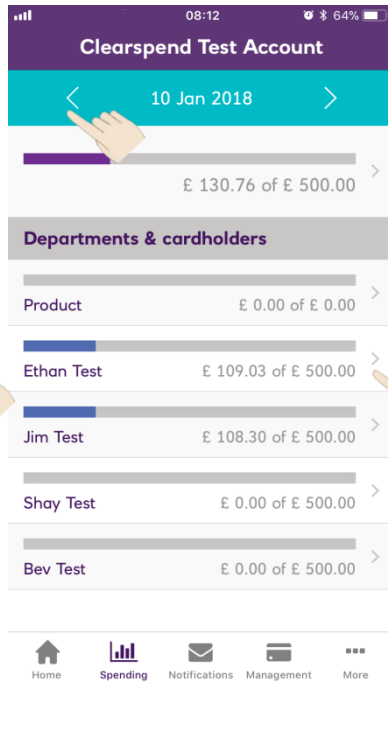 08:12 64%
Clearspend Test Account
10 Jan 2018
£ 130.76 of £ 500.00
Departments & cardholders
Product £ 0.00 of £ 0.00
Ethan Test £ 109.03 of £ 500.00
Jim Test £ 108.30 of £ 500.00
Shay Test £ 0.00 of £ 500.00
Bev Test £ 0.00 of £ 500.00
Home Spending Notifications Management More